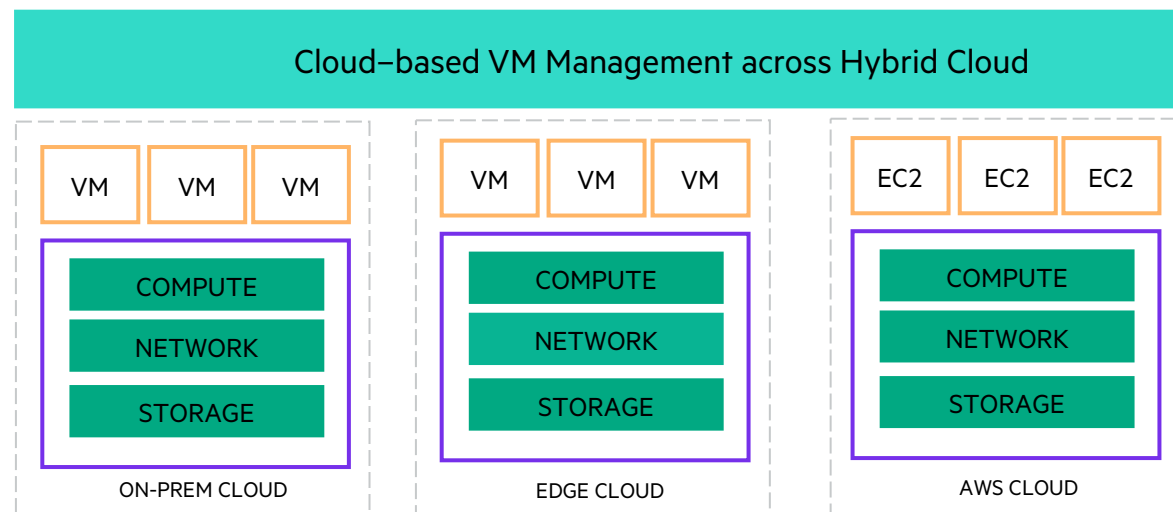 Cloud–based VM Management across Hybrid Cloud
VM VM VM
COMPUTE
NETWORK
STORAGE
ON-PREM CLOUD
VM VM VM
COMPUTE
NETWORK
STORAGE
EDGE CLOUD
EC2 EC2 EC2
COMPUTE
NETWORK
STORAGE
AWS CLOUD